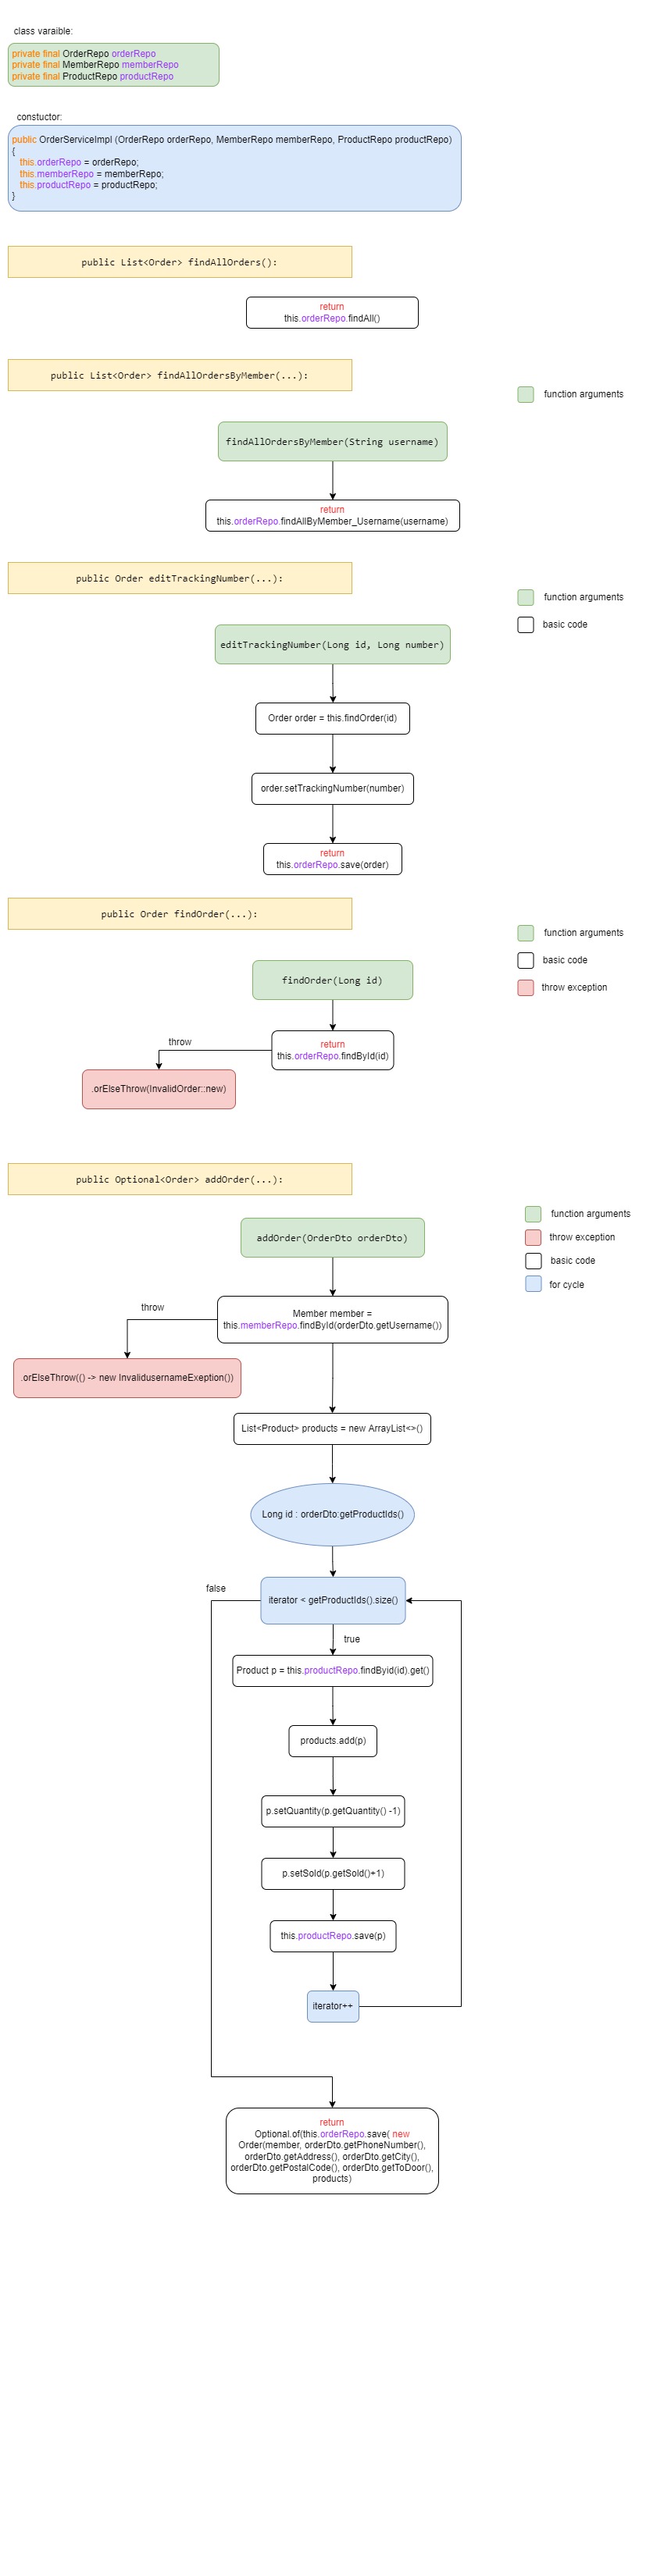 class varaible:
private final OrderRepo orderRepo
private final MemberRepo memberRepo
private final ProductRepo productRepo
constuctor:
public OrderServiceImpl (OrderRepo orderRepo, MemberRepo memberRepo, ProductRepo productRepo)
{
this.orderRepo = orderRepo;
this.memberRepo = memberRepo;
this.productRepo = productRepo;
}
public List<Order> findAllOrders():
return
this.orderRepo.findAll()
public List<Order> findAllOrdersByMember(...):
function arguments
findAllOrdersByMember(String username)
return
this.orderRepo.findAllByMember_Username(username)
public Order editTrackingNumber(...):
function arguments
basic code
editTrackingNumber(Long id, Long number)
Order order = this.findOrder(id)
order.setTrackingNumber(number)
return
this.orderRepo.save(order)
public Order findOrder(...):
function arguments
basic code
throw exception
findOrder(Long id)
throw
return
this.orderRepo.findById(id)
.orElseThrow(InvalidOrder::new)
public Optional<Order> addOrder(...):
function arguments
throw exception
basic code
for cycle
addOrder(OrderDto orderDto)
throw
Member member =
this.memberRepo.findById(orderDto.getUsername())
.orElseThrow(() -> new InvalidusernameExeption())
List<Product> products = new ArrayList<>()
Long id : orderDto:getProductIds()
false
iterator < getProductIds().size()
true
Product p = this.productRepo.findByid(id).get()
products.add(p)
p.setQuantity(p.getQuantity() -1)
p.setSold(p.getSold()+1)
this.productRepo.save(p)
iterator++
return
Optional.of(this.orderRepo.save( new
Order(member, orderDto.getPhoneNumber(),
orderDto.getAddress(), orderDto.getCity(),
orderDto.getPostalCode(), orderDto.getToDoor(),
products)